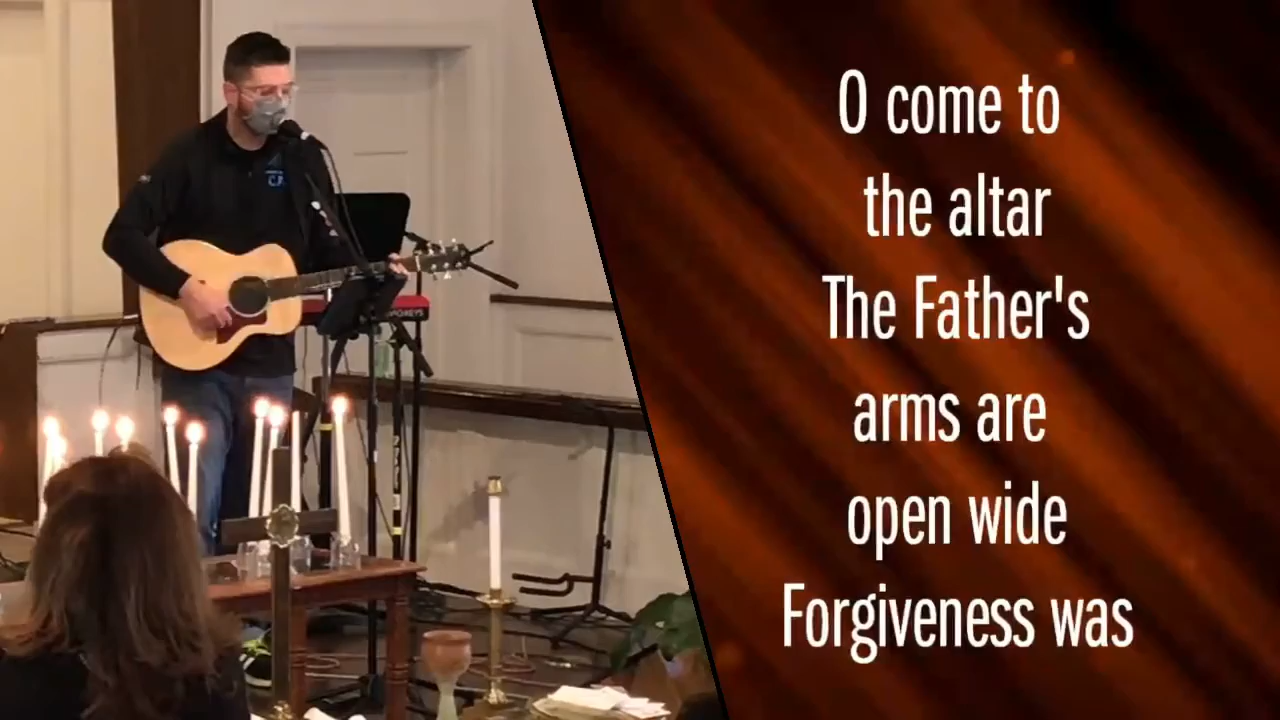 O come to
the altar
The Father's
arms are
open wide
Forgiveness was